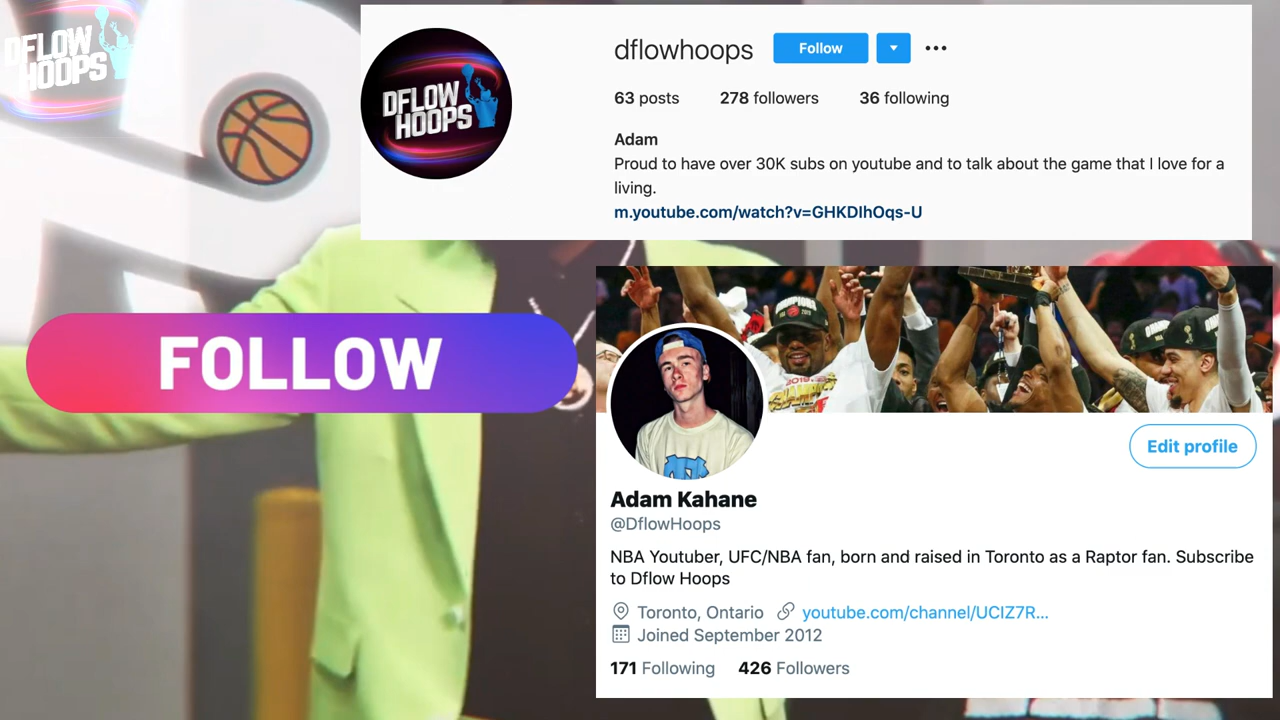 DFLOW
HOOPS
dflowhoops Follow
63 posts 278 followers 36 following
DFLOW
HOOPS
Adam
Proud to have over 30K subs on youtube and to talk about the game that I love for a
living.
m.youtube.com/watch?v=GHKDIhOqs-U
FOLLOW
CHAMPIONS
2019
Edit profile
Adam Kahane
@DflowHoops
NBA Youtuber, UFC/NBA fan, born and raised in Toronto as a Raptor fan. Subscribe
to Dflow Hoops
Toronto, Ontario youtube.com/channel/UCIZ7R...
Joined September 2012
171 Following 426 Followers